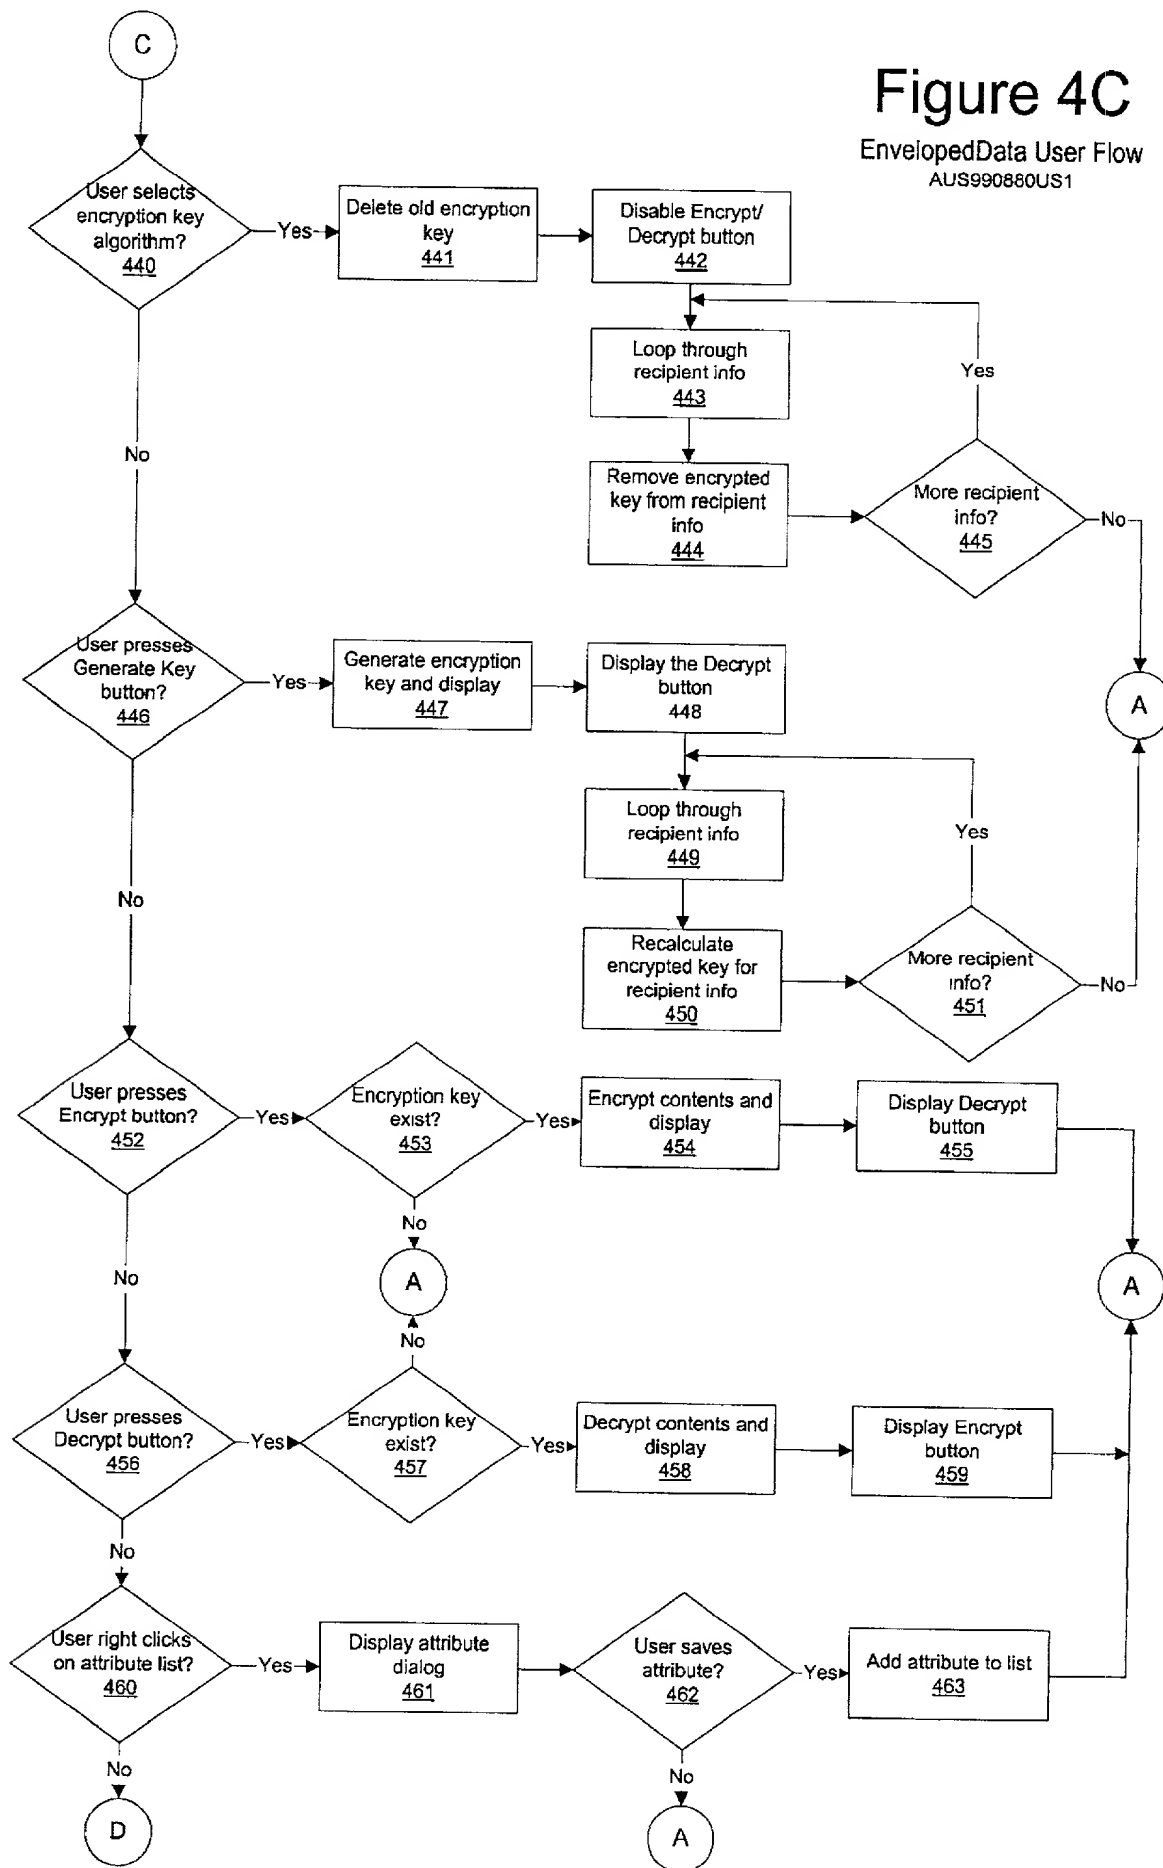 C
Figure 4C
EnvelopedData User Flow
AUS990880US1
User selects
encryption key
algorithm?
440
Yes
Delete old encryption
key
441
Disable Encrypt/
Decrypt button
442
Loop through
recipient info
443
Yes
No
Remove encrypted
key from recipient
info
444
More recipient
info?
445
No
User presses
Generate Key
button?
446
Yes
Generate encryption
key and display
447
Display the Decrypt
button
448
A
Loop through
recipient info
449
Yes
No
Recalculate
encrypted key for
recipient info
450
More recipient
info?
451
No
User presses
Encrypt button?
452
Yes
Encryption key
exist?
453
Yes
Encrypt contents and
display
454
Display Decrypt
button
455
No
No
A
A
No
User presses
Decrypt button?
456
Yes
Encryption key
exist?
457
Yes
Decrypt contents and
display
458
Display Encrypt
button
459
No
User right clicks
on attribute list?
460
Yes
Display attribute
dialog
461
User saves
attribute?
462
Yes
Add attribute to list
463
No
No
D
A